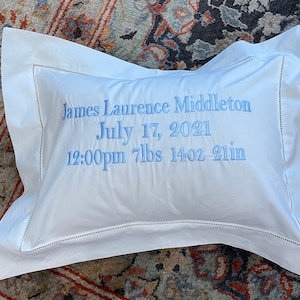 James Laurence Middleton
July 17, 2021
12:00pm 7lbs 14oz 21in